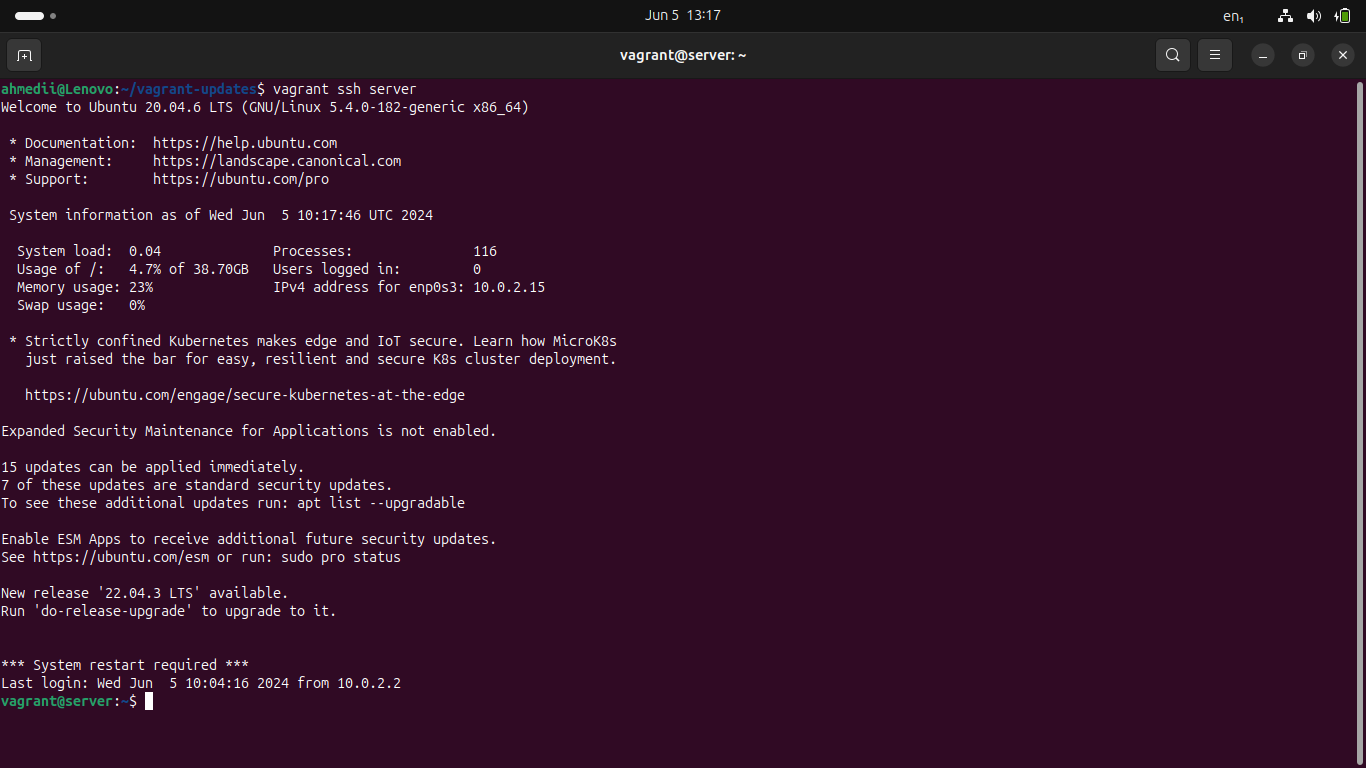 Jun 5 13:17
en₁
vagrant@server: ~
ahmedii@Lenovo:~/vagrant-updates$ vagrant ssh server
Welcome to Ubuntu 20.04.6 LTS (GNU/Linux 5.4.0-182-generic x86_64)
* Documentation: https://help.ubuntu.com
* Management: https://landscape.canonical.com
* Support: https://ubuntu.com/pro
System information as of Wed Jun 5 10:17:46 UTC 2024
System load: 0.04 Processes: 116
Usage of /: 4.7% of 38.70GB Users logged in: 0
Memory usage: 23% IPv4 address for enp0s3: 10.0.2.15
Swap usage: 0%
* Strictly confined Kubernetes makes edge and IoT secure. Learn how MicroK8s
just raised the bar for easy, resilient and secure K8s cluster deployment.
https://ubuntu.com/engage/secure-kubernetes-at-the-edge
Expanded Security Maintenance for Applications is not enabled.
15 updates can be applied immediately.
7 of these updates are standard security updates.
To see these additional updates run: apt list --upgradable
Enable ESM Apps to receive additional future security updates.
See https://ubuntu.com/esm or run: sudo pro status
New release '22.04.3 LTS' available.
Run 'do-release-upgrade' to upgrade to it.
*** System restart required ***
Last login: Wed Jun 5 10:04:16 2024 from 10.0.2.2
vagrant@server:~$